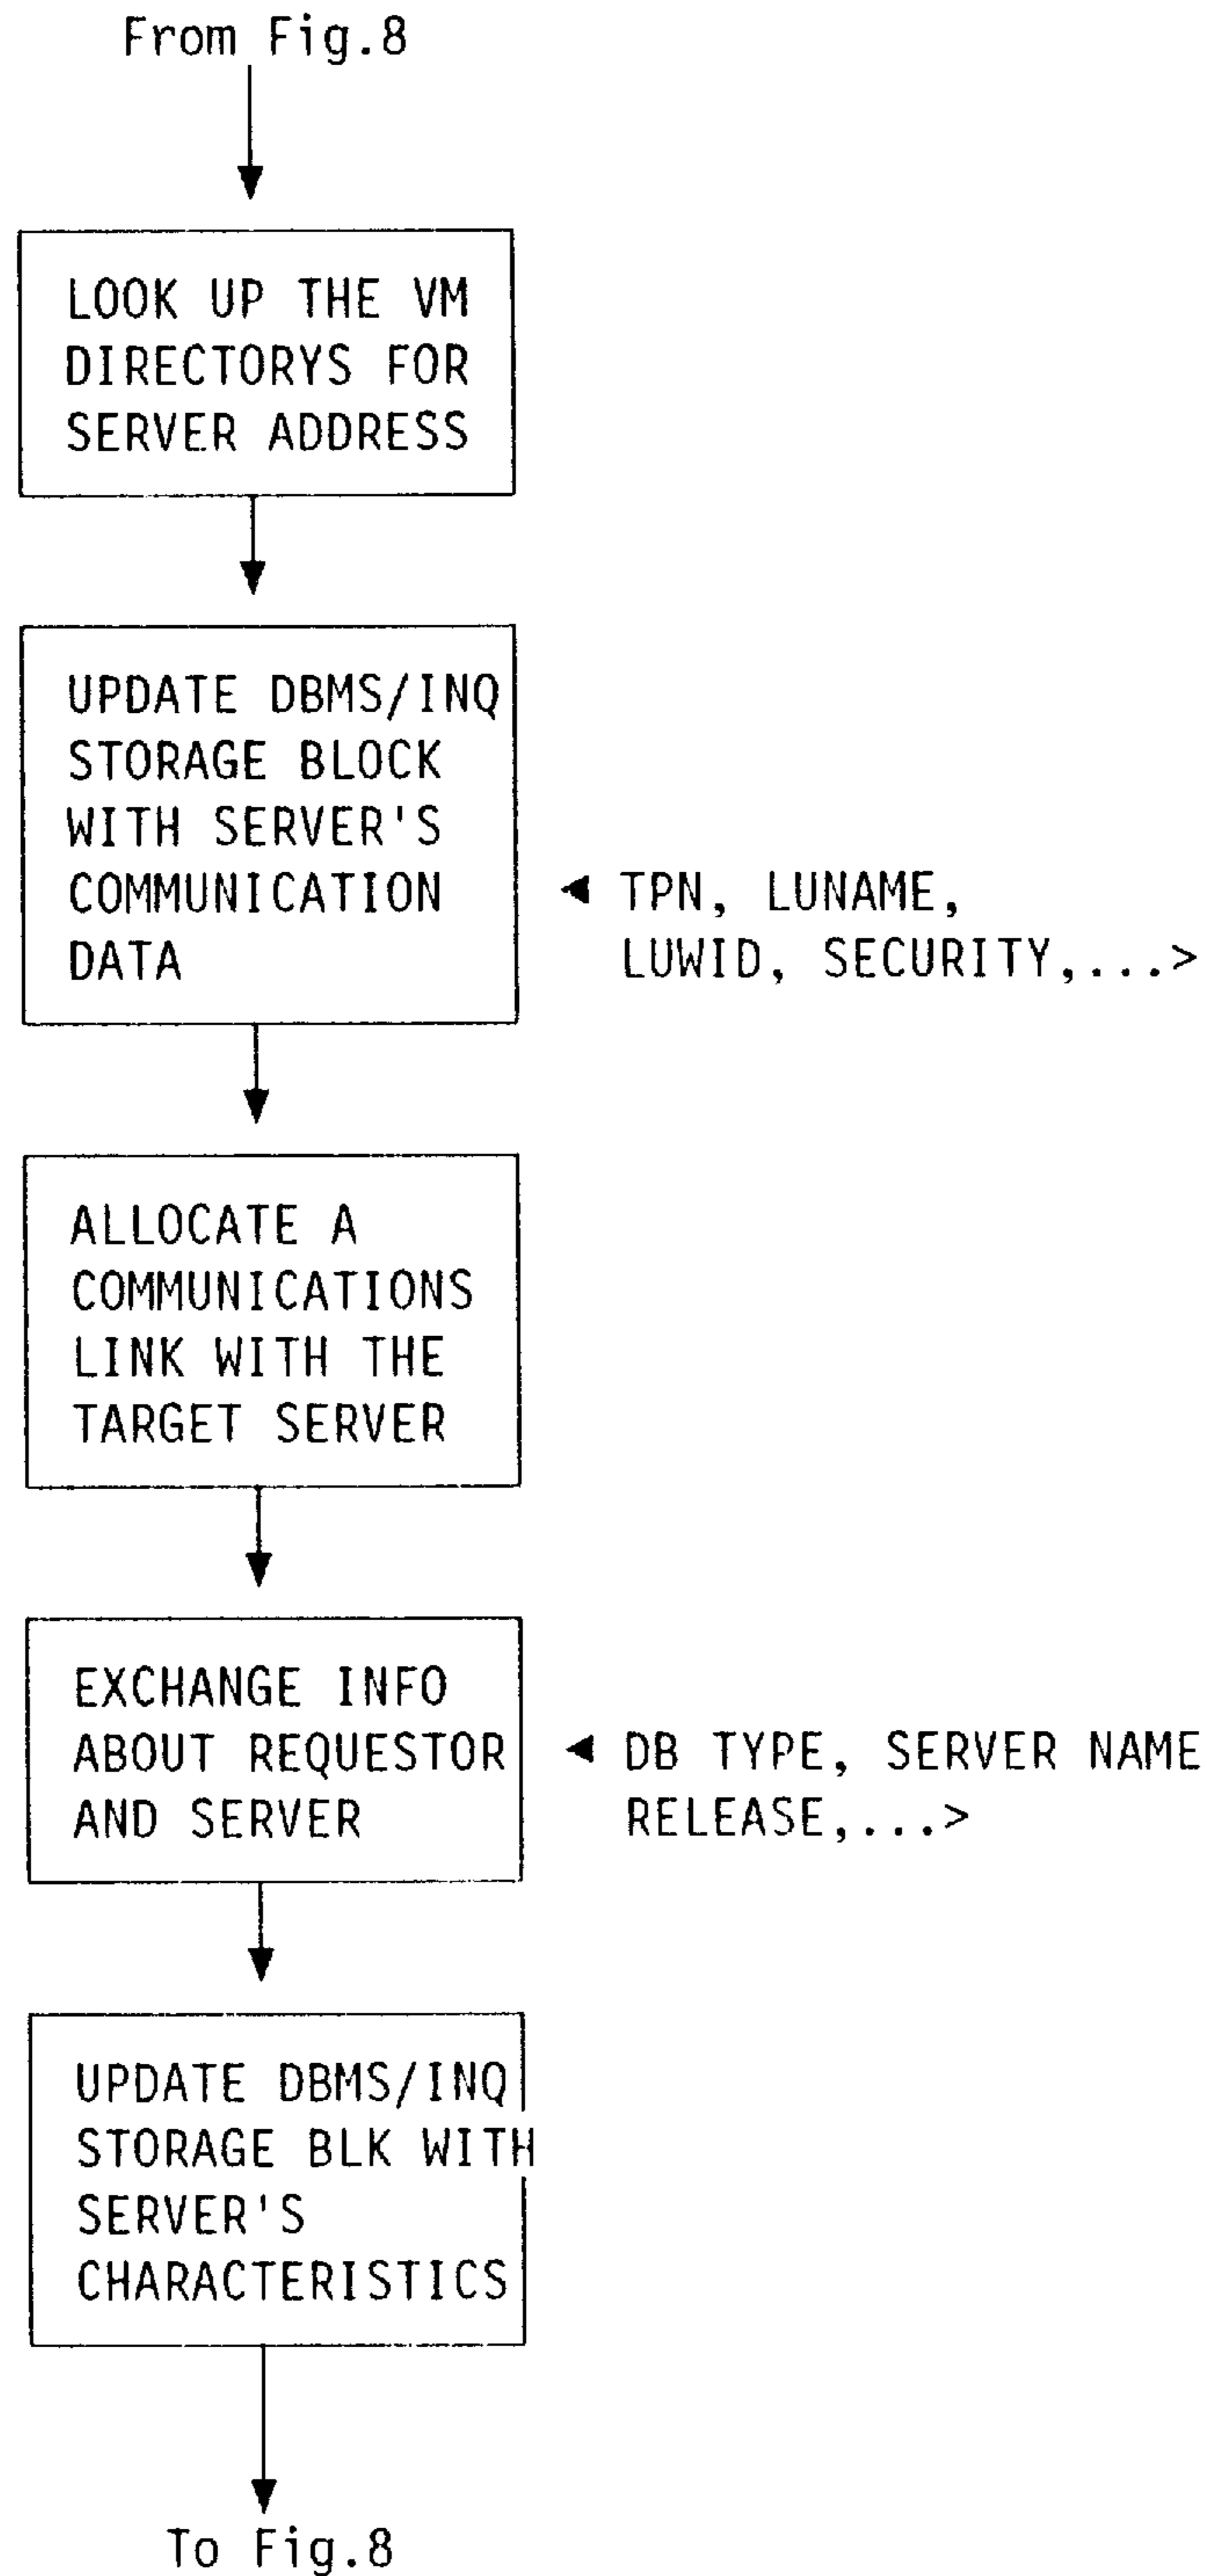 From Fig.8
LOOK UP THE VM
DIRECTORYS FOR
SERVER ADDRESS
UPDATE DBMS/INQ
STORAGE BLOCK
WITH SERVER'S
COMMUNICATION
DATA
◄ TPN, LUNAME,
LUWID, SECURITY,...>
ALLOCATE A
COMMUNICATIONS
LINK WITH THE
TARGET SERVER
EXCHANGE INFO
ABOUT REQUESTOR
AND SERVER
◄ DB TYPE, SERVER NAME
RELEASE,...>
UPDATE DBMS/INQ
STORAGE BLK WITH
SERVER'S
CHARACTERISTICS
To Fig.8